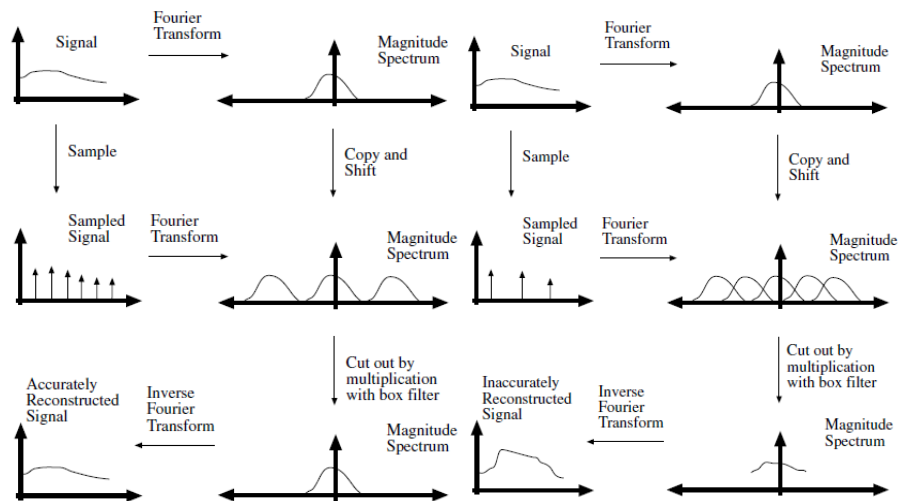 Signal
Fourier
Transform
Magnitude
Spectrum
Sample
Copy and
Shift
Sampled
Signal
Fourier
Transform
Magnitude
Spectrum
Cut out by
multiplication
with box filter
Accurately
Reconstructed
Signal
Inverse
Fourier
Transform
Magnitude
Spectrum
Signal
Fourier
Transform
Magnitude
Spectrum
Sample
Copy and
Shift
Sampled
Signal
Fourier
Transform
Magnitude
Spectrum
Cut out by
multiplication
with box filter
Inaccurately
Reconstructed
Signal
Inverse
Fourier
Transform
Magnitude
Spectrum